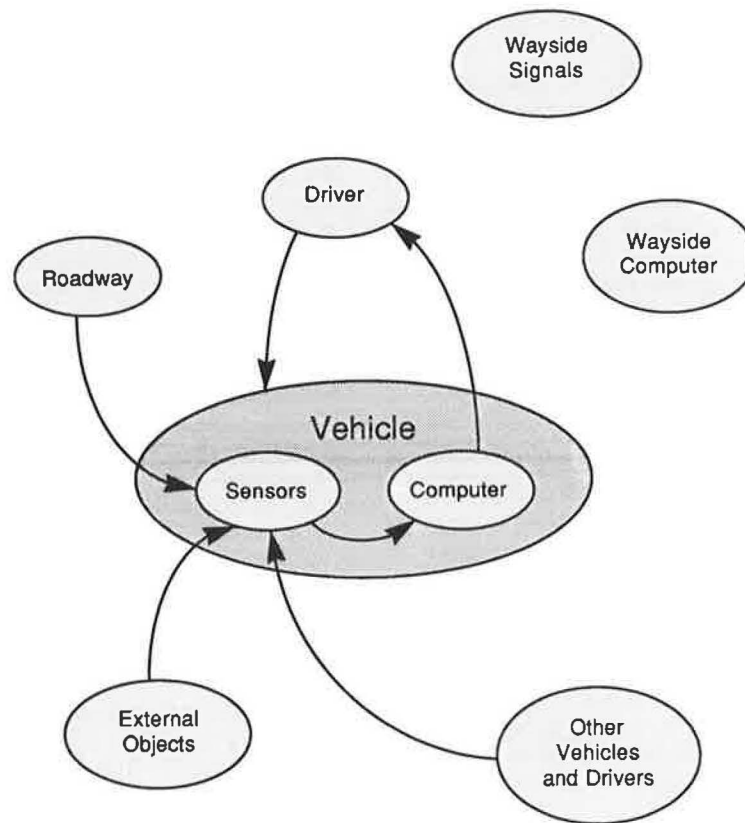 Wayside
Signals
Driver
Wayside
Computer
Roadway
Vehicle
Sensors
Computer
External
Objects
Other
Vehicles
and Drivers